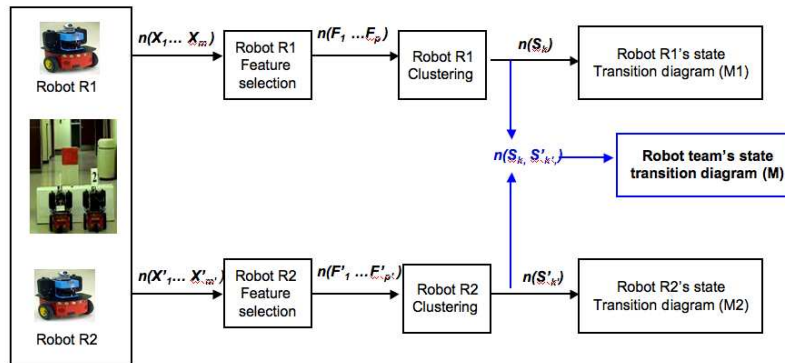 n(X1… Xm)
Robot R1
Feature
selection
n(F1 …Fp)
Robot R1
Clustering
n(Sk)
Robot R1's state
Transition diagram (M1)
Robot R1
n(Sk, S'k',)
Robot team's state
transition diagram (M)
2
n(X'1… X'm')
Robot R2
Feature
selection
n(F'1 …F'p')
Robot R2
Clustering
n(S'k')
Robot R2's state
Transition diagram (M2)
Robot R2